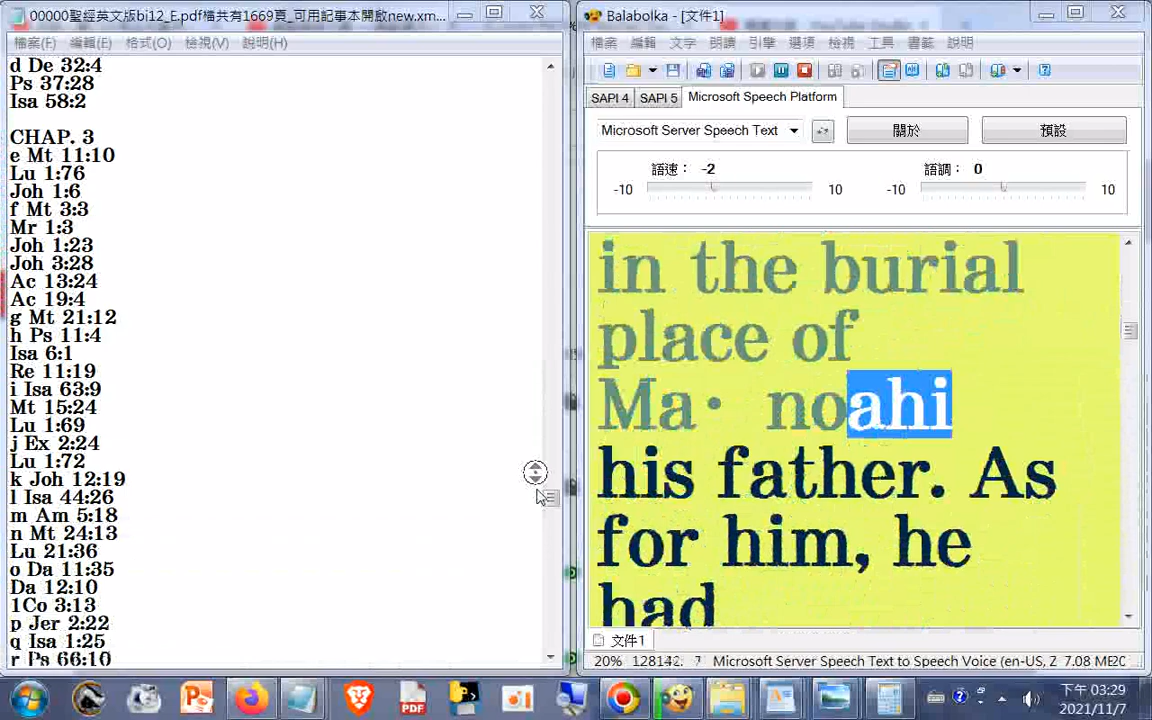 00000聖經英文版bi12_E.pdf檔共有1669頁_可用記事本開啟new.xm...
檔案(F) 編輯(E) 格式(O) 檢視(V) 說明(H)
d De 32:4
Ps 37:28
Isa 58:2
CHAP. 3
e Mt 11:10
Lu 1:76
Joh 1:6
f Mt 3:3
Mr 1:3
Joh 1:23
Joh 3:28
Ac 13:24
Ac 19:4
g Mt 21:12
h Ps 11:4
Isa 6:1
Re 11:19
i Isa 63:9
Mt 15:24
Lu 1:69
j Ex 2:24
Lu 1:72
k Joh 12:19
l Isa 44:26
m Am 5:18
n Mt 24:13
Lu 21:36
o Da 11:35
Da 12:10
1Co 3:13
p Jer 2:22
q Isa 1:25
r Ps 66:10
Balabolka - [文件1]
檔案 編輯 文字 朗讀 引擎 選項 檢視 工具 書籤 說明
SAPI 4 SAPI 5 Microsoft Speech Platform
Microsoft Server Speech Text 關於 預設
語速： -2 語調： 0
-10 10 -10 10
in the burial
place of
Ma· noahi
his father. As
for him, he
had
文件1
20% 128142. 7 Microsoft Server Speech Text to Speech Voice (en-US, Z 7.08 ME20
下午 03:29
2021/11/7